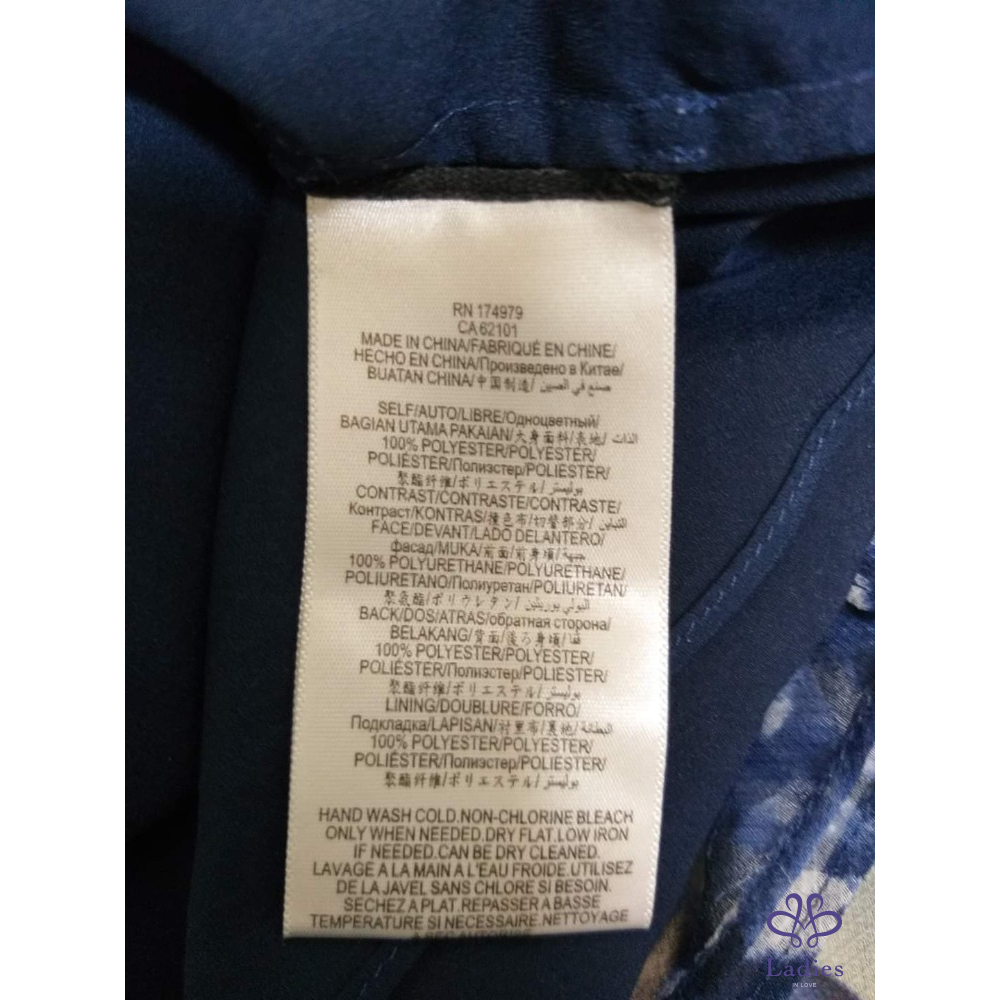 RN 174979
CA 62101
MADE IN CHINA/FABRIQUÉ EN CHINE/
HECHO EN CHINA/Произведено в Китае/
BUATAN CHINA/中国制造/ صنع في الصين
SELF/AUTO/LIBRE/Одноцветный/
BAGIAN UTAMA PAKAIAN/大身面料/表地/ الذات
100% POLYESTER/POLYESTER/
POLIÉSTER/Полиэстер/POLIESTER/
聚酯纤维/ポリエステル/ بوليستر
CONTRAST/CONTRASTE/CONTRASTE/
Контраст/KONTRAS/撞色布/切替部分/ التباين
FACE/DEVANT/LADO DELANTERO/
фасад/MUKA/前面/前身頃/ جبهة
100% POLYURETHANE/POLYURETHANE/
POLIURETANO/Полиуретан/POLIURETAN/
聚氨酯/ポリウレタン/ البولي يوريثين
BACK/DOS/ATRAS/обратная сторона/
BELAKANG/背面/後ろ身頃/
100% POLYESTER/POLYESTER/
POLIÉSTER/Полиэстер/POLIESTER/
聚酯纤维/ポリエステル/ بوليستر
LINING/DOUBLURE/FORRO/
Подкладка/LAPISAN/衬里布/裏地/ البطانة
100% POLYESTER/POLYESTER/
POLIÉSTER/Полиэстер/POLIESTER/
聚酯纤维/ポリエステル/ بوليستر
HAND WASH COLD.NON-CHLORINE BLEACH
ONLY WHEN NEEDED.DRY FLAT.LOW IRON
IF NEEDED.CAN BE DRY CLEANED.
LAVAGE A LA MAIN A L'EAU FROIDE.UTILISEZ
DE LA JAVEL SANS CHLORE SI BESOIN.
SECHEZ A PLAT.REPASSER A BASSE
TEMPERATURE SI NECESSAIRE.NETTOYAGE
Ladies
IN LOVE